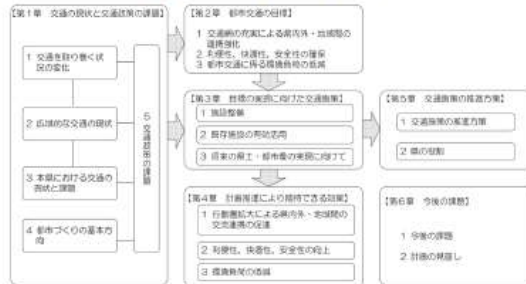 【第1章 交通の現状と交通政策の課題】
1 交通を取り巻く状
況の変化
2 広域的な交通の現状
3 本県における交通の
現状と課題
4 都市づくりの基本方
向
5 交通政策の課題
【第2章 都市交通の目標】
1 交通網の充実による県内外・地域間の
連携強化
2 利便性、快適性、安全性の確保
3 都市交通に係る環境負荷の低減
【第3章 目標の実現に向けた交通施策】
1 施設整備
2 既存施設の有効活用
3 将来の県土・都市像の実現に向けて
【第4章 計画推進により期待できる効果】
1 行動圏拡大による県内外・地域間の
交流連携の促進
2 利便性、快適性、安全性の向上
3 環境負荷の低減
【第5章 交通施策の推進方策】
1 交通施策の推進方策
2 県の役割
【第6章 今後の課題】
1 今後の課題
2 計画の見直し